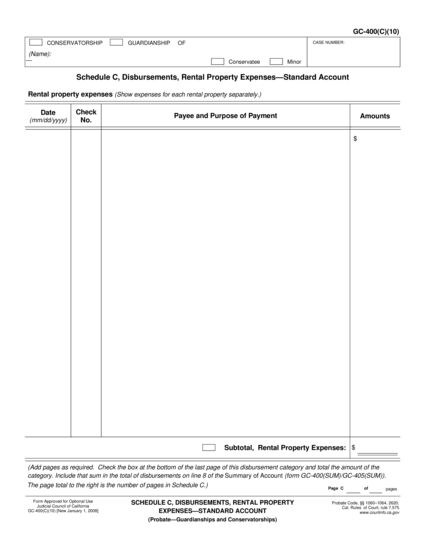 GC-400(C)(10)
CONSERVATORSHIP GUARDIANSHIP OF
CASE NUMBER:
(Name):
Conservatee Minor
Schedule C, Disbursements, Rental Property Expenses—Standard Account
Rental property expenses (Show expenses for each rental property separately.)
Date
(mm/dd/yyyy)
Check
No.
Payee and Purpose of Payment
Amounts
$
Subtotal, Rental Property Expenses: $
(Add pages as required. Check the box at the bottom of the last page of this disbursement category and total the amount of the
category. Include that sum in the total of disbursements on line 8 of the Summary of Account (form GC-400(SUM)/GC-405(SUM)).
The page total to the right is the number of pages in Schedule C.)
Page C of pages
Form Approved for Optional Use
Judicial Council of California
GC-400(C)(10) [New January 1, 2008]
SCHEDULE C, DISBURSEMENTS, RENTAL PROPERTY
EXPENSES—STANDARD ACCOUNT
(Probate—Guardianships and Conservatorships)
Probate Code, §§ 1060–1064, 2620;
Cal. Rules of Court, rule 7.575
www.courtinfo.ca.gov